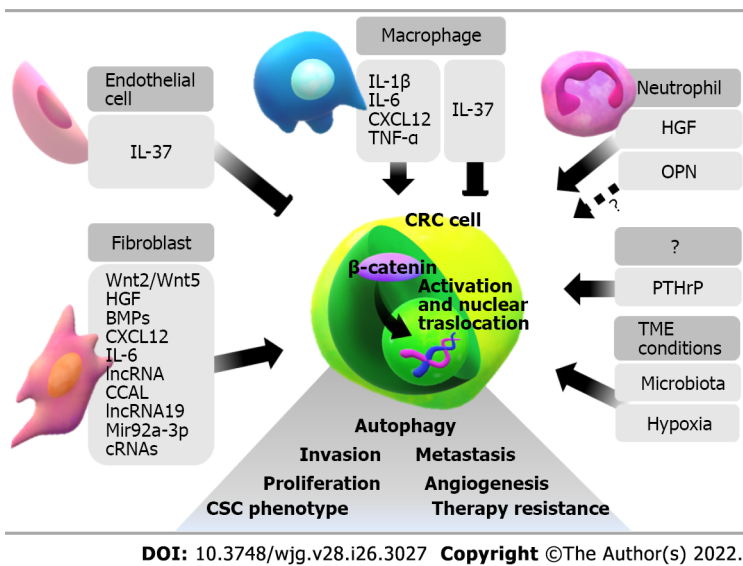 Macrophage
IL-1β
IL-6
CXCL12
TNF-α
IL-37
Endothelial
cell
IL-37
Neutrophil
HGF
OPN
?
Fibroblast
Wnt2/Wnt5
HGF
BMPs
CXCL12
IL-6
lncRNA
CCAL
lncRNA19
Mir92a-3p
cRNAs
CRC cell
β-catenin
Activation
and nuclear
traslocation
?
PTHrP
TME
conditions
Microbiota
Hypoxia
Autophagy
Invasion Metastasis
Proliferation Angiogenesis
CSC phenotype Therapy resistance
DOI: 10.3748/wjg.v28.i26.3027 Copyright ©The Author(s) 2022.